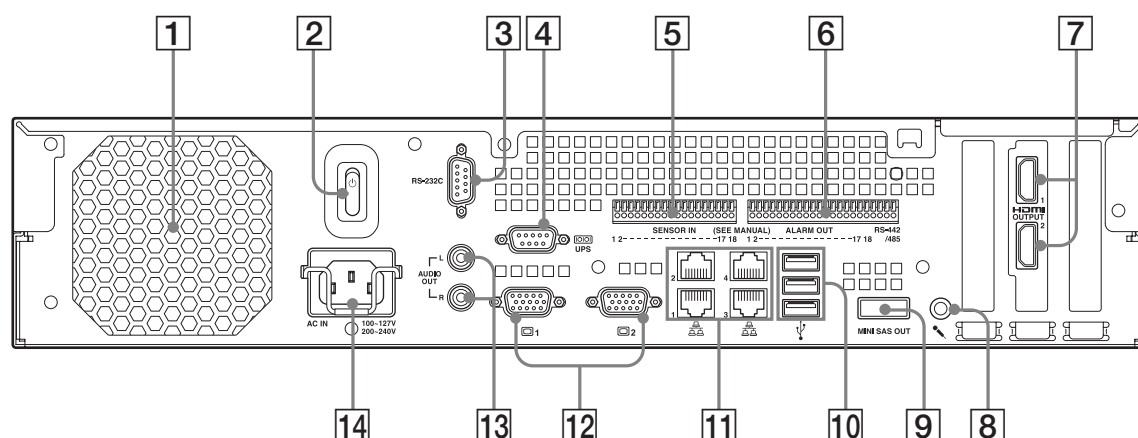 1 2 3 4 5 6 7
RS-232C
UPS
SENSOR IN (SEE MANUAL) ALARM OUT RS-442
1 2 17 18 1 2 17 18 /485
1
HDMI
OUTPUT
2
L
AUDIO
OUT
R
2 4
1 3
AC IN 100~127V
200~240V
1 2
MINI SAS OUT
14 13 12 11 10 9 8